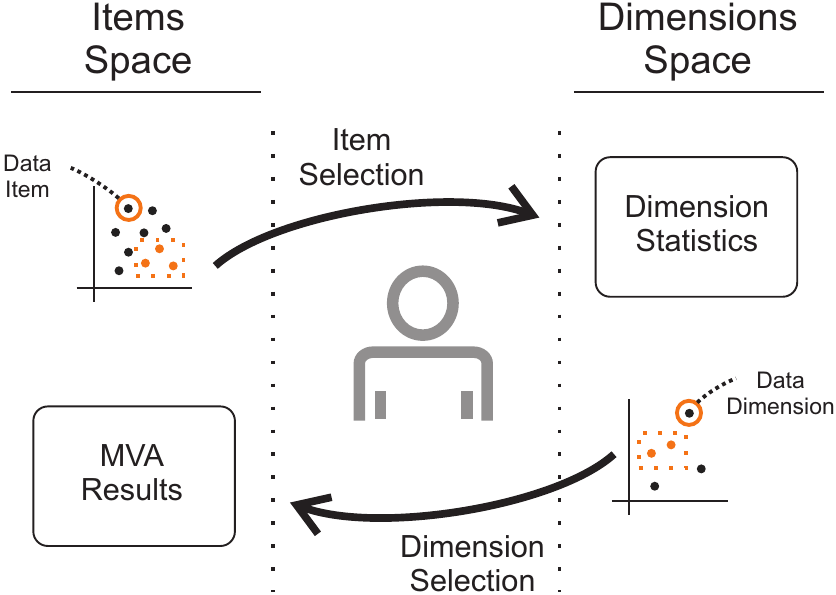 Items
Space
Dimensions
Space
Data
Item
Item
Selection
Dimension
Statistics
MVA
Results
Data
Dimension
Dimension
Selection